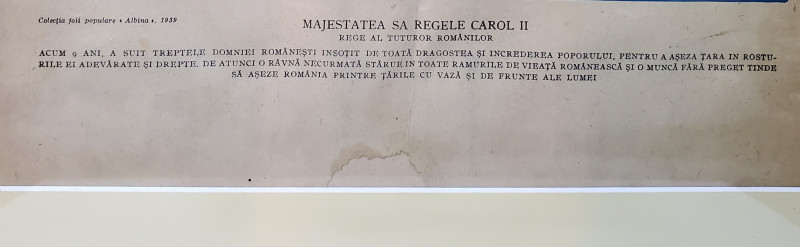 Colecția foii populare « Albina », 1939
MAJESTATEA SA REGELE CAROL II
REGE AL TUTUROR ROMÂNILOR
ACUM 9 ANI, A SUIT TREPTELE DOMNIEI ROMÂNEȘTI INSOȚIT DE TOATĂ DRAGOSTEA ȘI INCREDEREA POPORULUI, PENTRU A AȘEZA ȚARA IN ROSTU-
RILE EI ADEVĂRATE ȘI DREPTE. DE ATUNCI O RÂVNĂ NECURMATĂ STĂRUE IN TOATE RAMURILE DE VIEAȚĂ ROMÂNEASCĂ ȘI O MUNCĂ FĂRĂ PREGET TINDE
SĂ AȘEZE ROMÂNIA PRINTRE ȚĂRILE CU VAZĂ ȘI DE FRUNTE ALE LUMEI